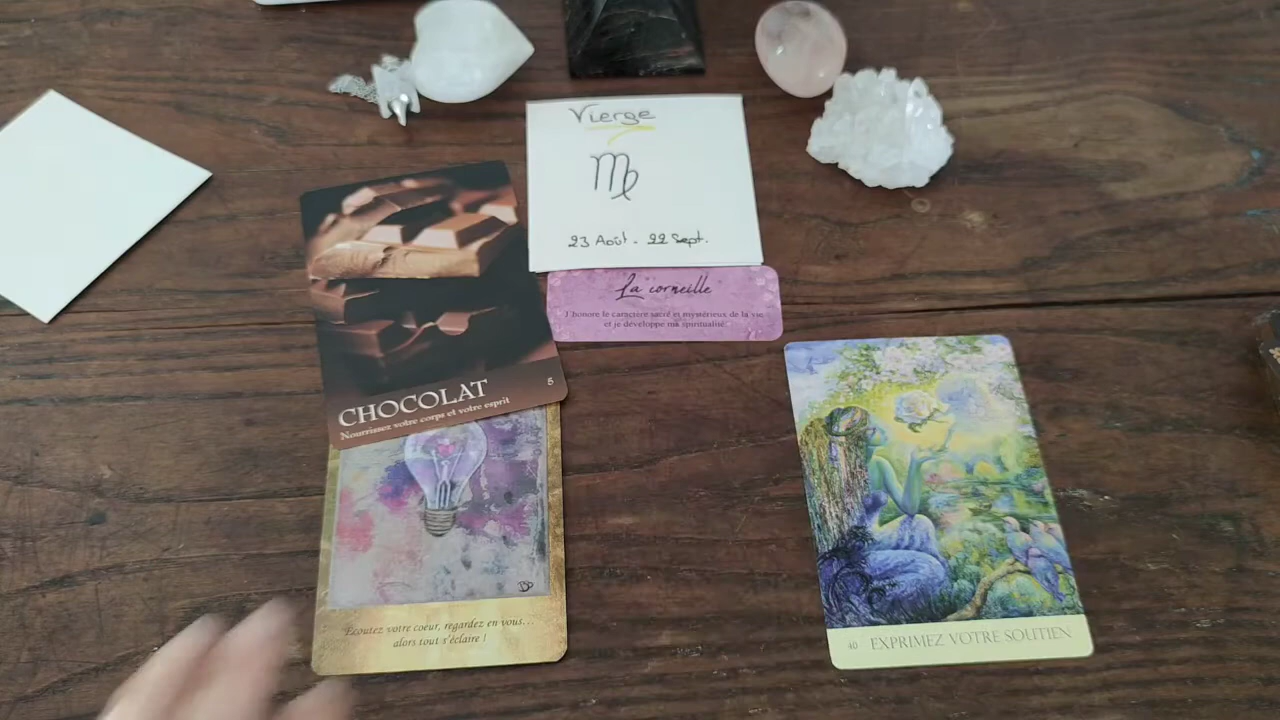 Vierge
23 Août - 22 Sept.
La corneille
J'honore le caractère sacré et mystérieux de la vie
et je développe ma spiritualité.
CHOCOLAT
5
Nourrissez votre corps et votre esprit
Écoutez votre coeur, regardez en vous...
alors tout s'éclaire !
40 EXPRIMEZ VOTRE SOUTIEN